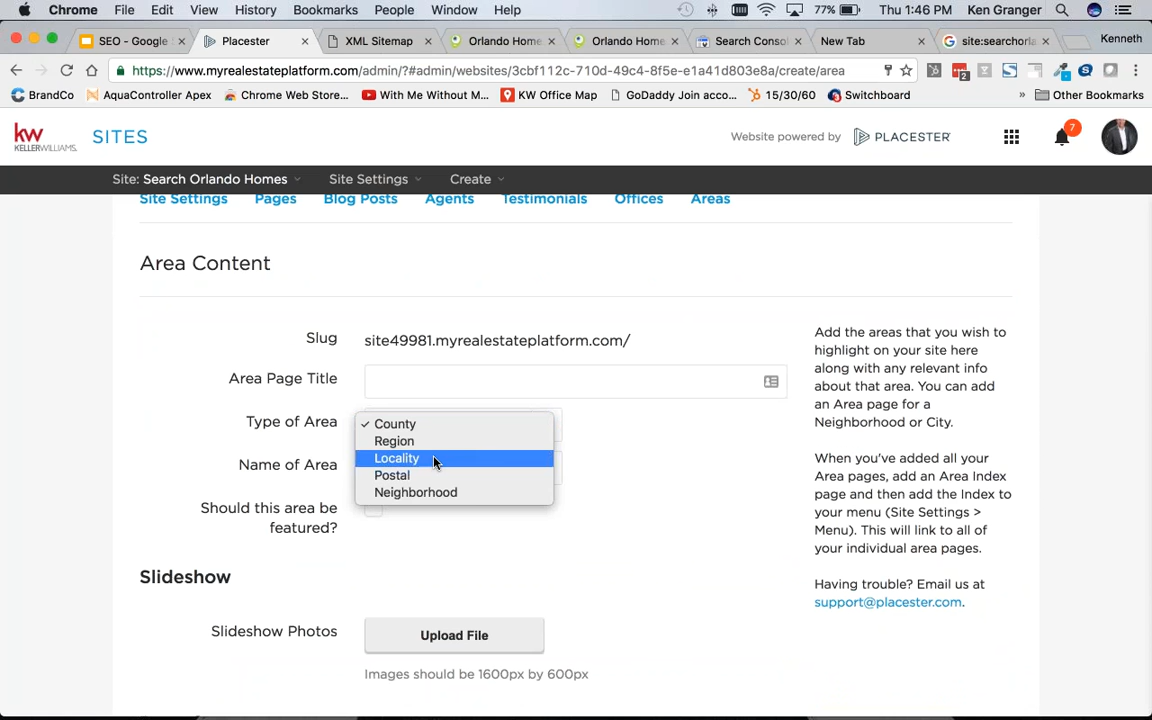 Chrome File Edit View History Bookmarks People Window Help 77% Thu 1:46 PM Ken Granger
SEO - Google Placester XML Sitemap Orlando Home Orlando Home Search Conso New Tab site:searchorla Kenneth
https://www.myrealestateplatform.com/admin/?#admin/websites/3cbf112c-710d-49c4-8f5e-e1a41d803e8a/create/area 2
BrandCo AquaController Apex Chrome Web Store... With Me Without M... KW Office Map GoDaddy Join acco... 15/30/60 Switchboard » Other Bookmarks
kw KELLERWILLIAMS. SITES Website powered by PLACESTER 7
Site: Search Orlando Homes Site Settings Create
Site Settings Pages Blog Posts Agents Testimonials Offices Areas
Area Content
Slug site49981.myrealestateplatform.com/
Area Page Title
Type of Area
✓ County
Region
Locality
Postal
Neighborhood
Name of Area
Should this area be
featured?
Slideshow
Slideshow Photos Upload File
Images should be 1600px by 600px
Add the areas that you wish to
highlight on your site here
along with any relevant info
about that area. You can add
an Area page for a
Neighborhood or City.
When you've added all your
Area pages, add an Area Index
page and then add the Index to
your menu (Site Settings >
Menu). This will link to all of
your individual area pages.
Having trouble? Email us at
support@placester.com.